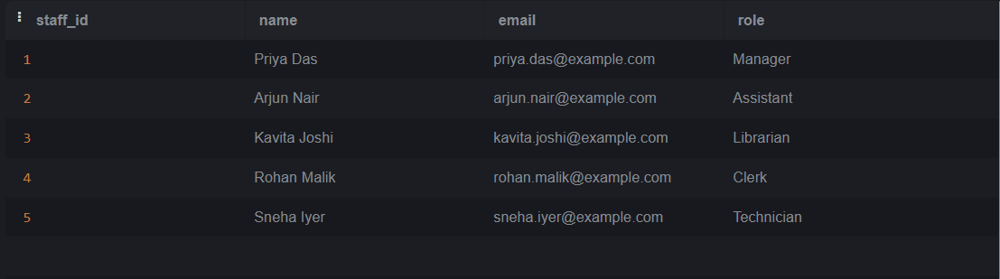 staff_id name email role
1 Priya Das priya.das@example.com Manager
2 Arjun Nair arjun.nair@example.com Assistant
3 Kavita Joshi kavita.joshi@example.com Librarian
4 Rohan Malik rohan.malik@example.com Clerk
5 Sneha Iyer sneha.iyer@example.com Technician